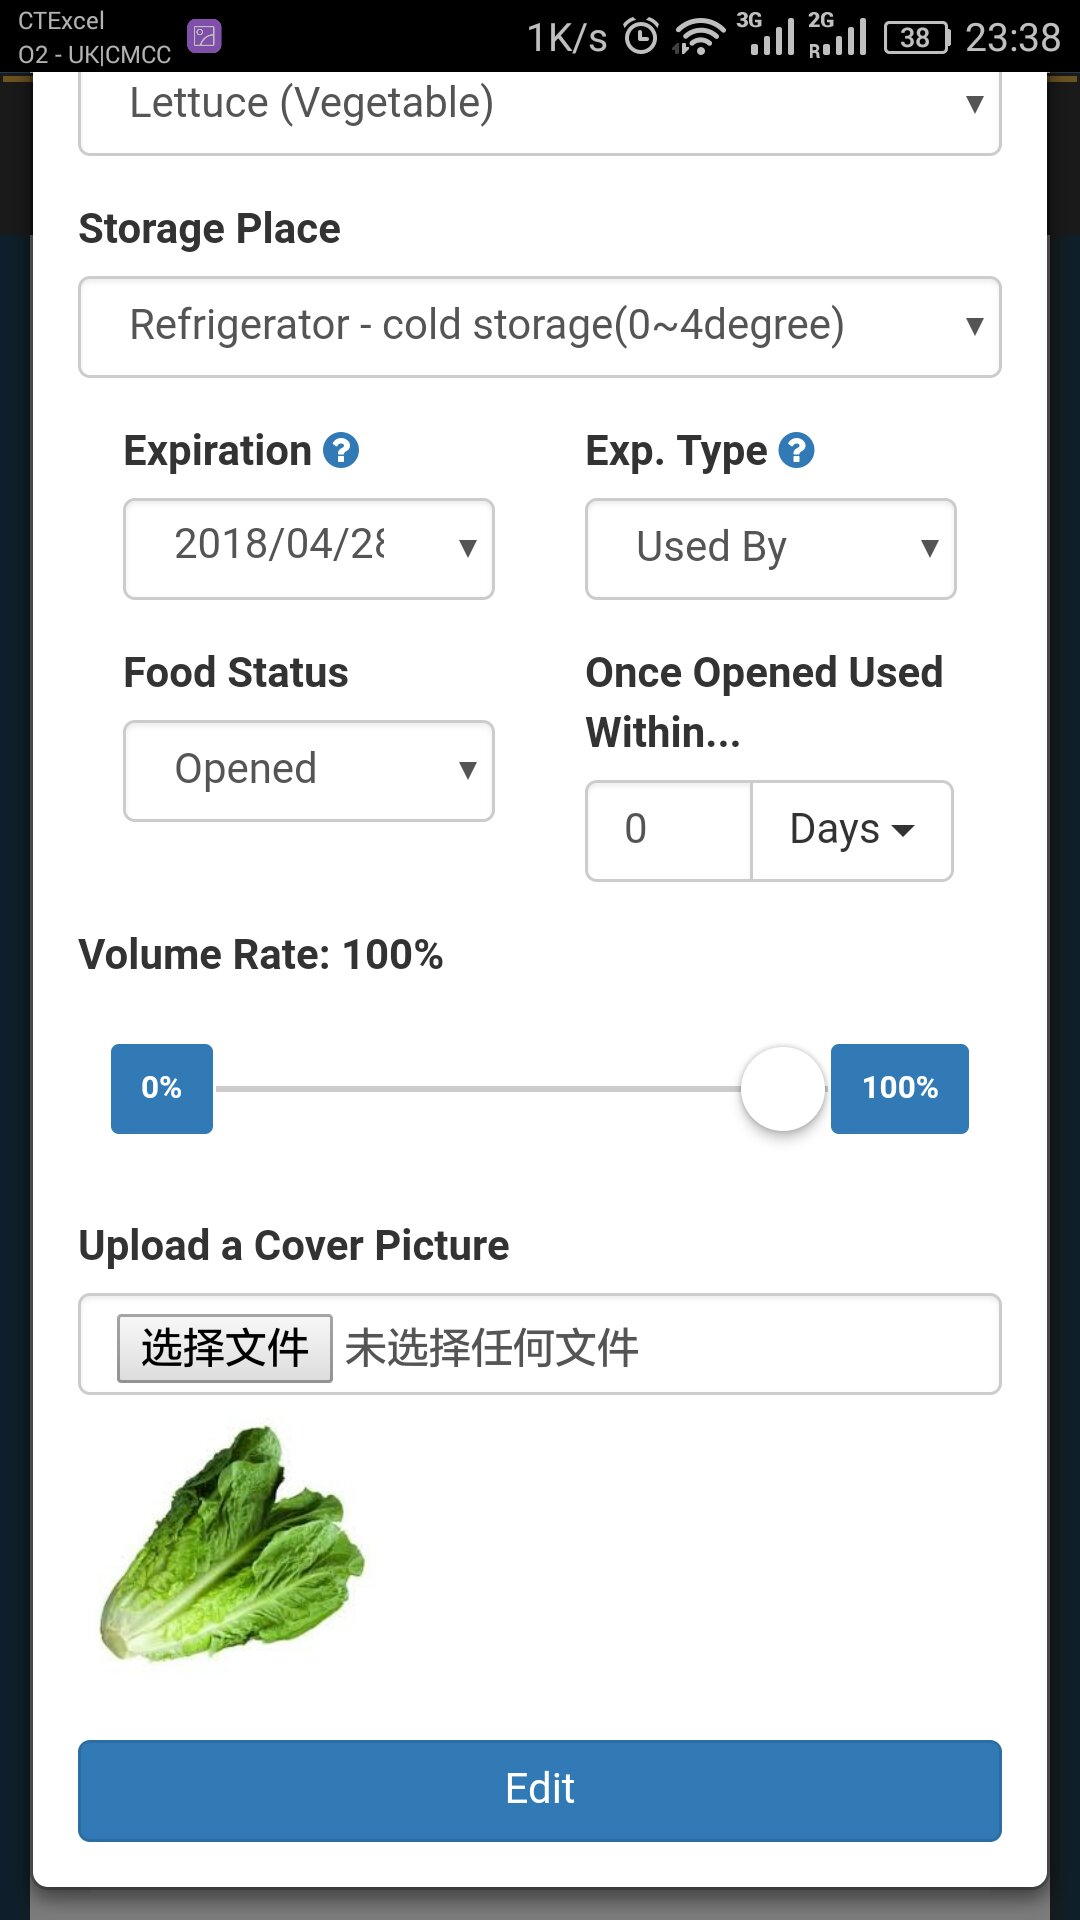 CTExcel
O2 - UK|CMCC
1K/s 3G 2G R 38 23:38
Lettuce (Vegetable)
Storage Place
Refrigerator - cold storage(0~4degree)
Expiration ? Exp. Type ?
2018/04/28 Used By
Food Status Once Opened Used
Within...
Opened
0 Days
Volume Rate: 100%
0% 100%
Upload a Cover Picture
选择文件 未选择任何文件
Edit